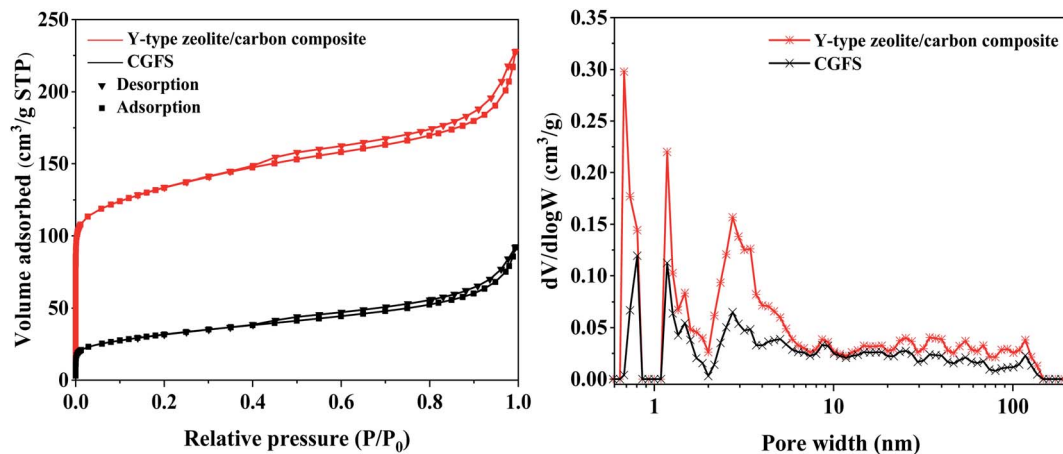 Y-type zeolite/carbon composite
CGFS
Desorption
Adsorption
Volume adsorbed (cm³/g STP)
250
200
150
100
50
0
0.0 0.2 0.4 0.6 0.8 1.0
Relative pressure (P/P₀)
Y-type zeolite/carbon composite
CGFS
dV/dlogW (cm³/g)
0.35
0.30
0.25
0.20
0.15
0.10
0.05
0.00
1 10 100
Pore width (nm)